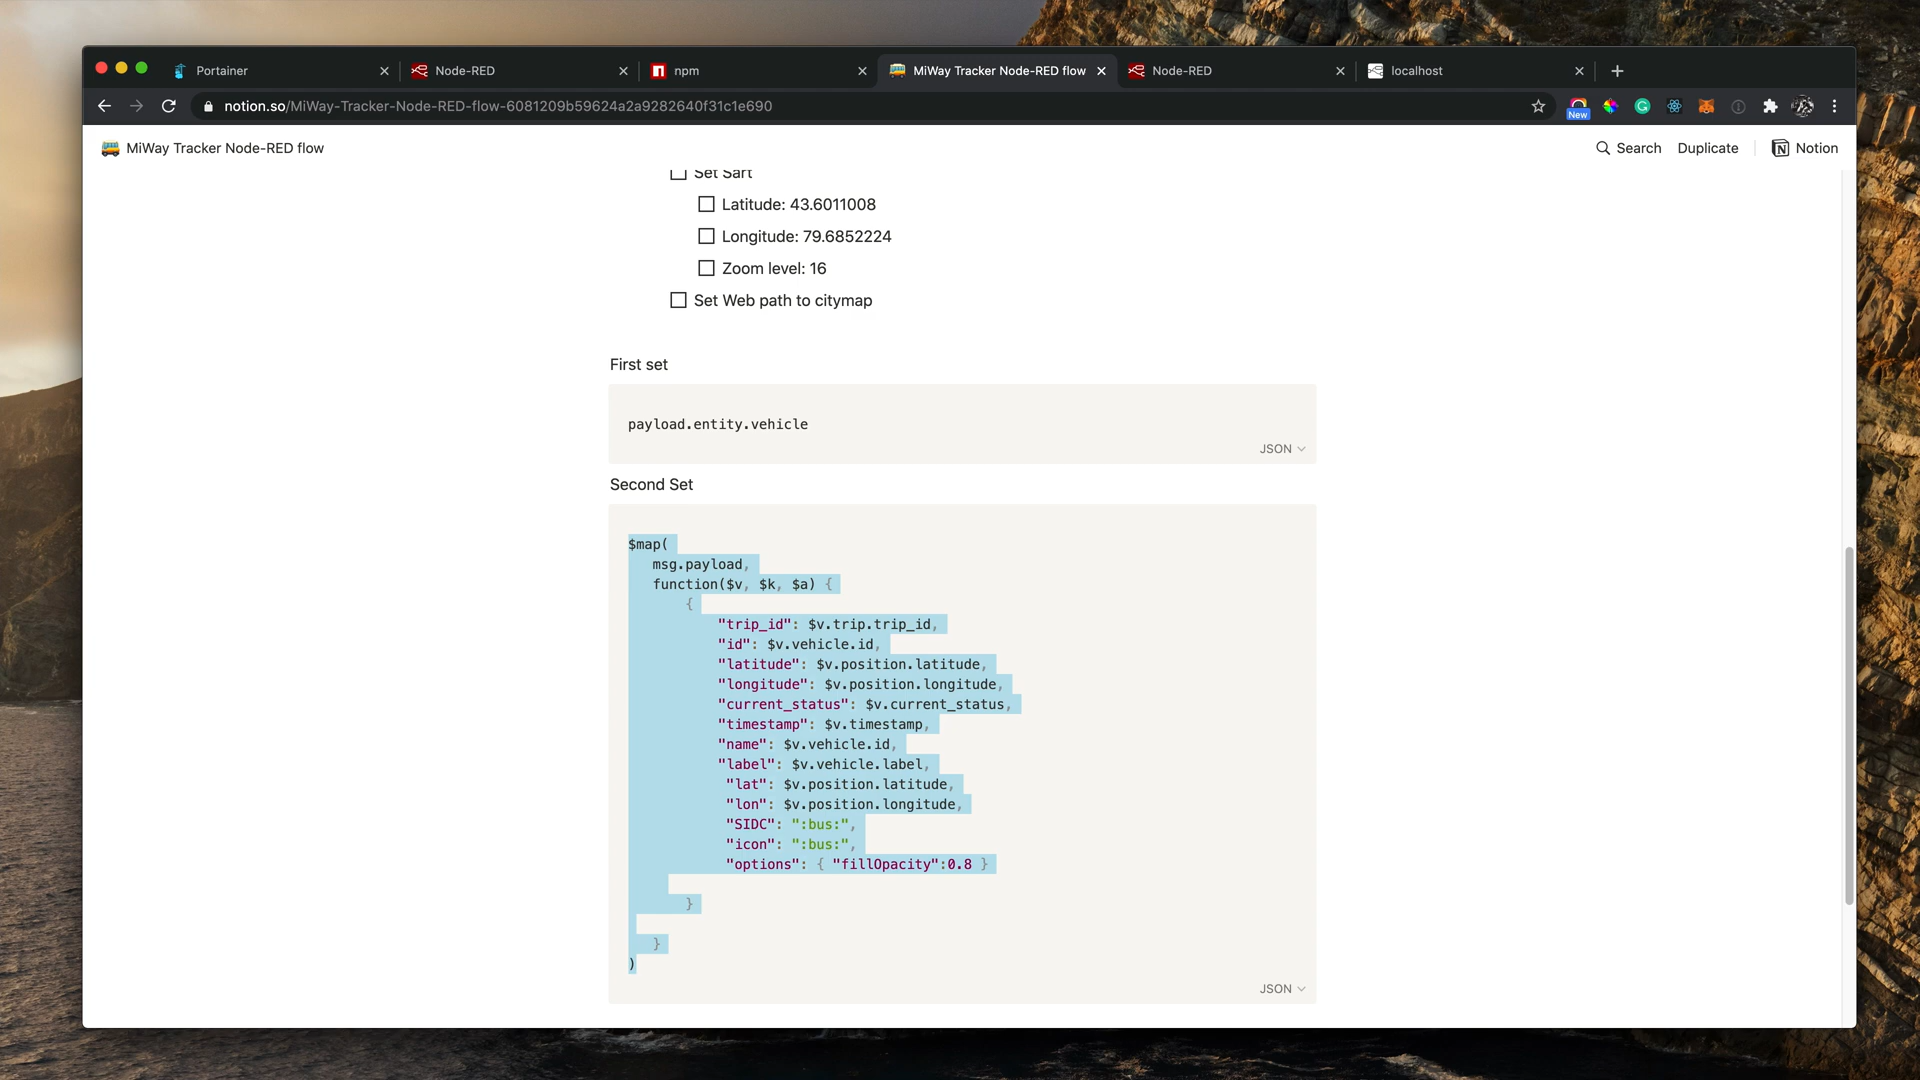 Portainer
Node-RED
npm
MiWay Tracker Node-RED flow
Node-RED
localhost
notion.so/MiWay-Tracker-Node-RED-flow-6081209b59624a2a9282640f31c1e690
New
MiWay Tracker Node-RED flow
Search
Duplicate
Notion
Set Sart
Latitude: 43.6011008
Longitude: 79.6852224
Zoom level: 16
Set Web path to citymap
First set
payload.entity.vehicle
JSON
Second Set
$map(
msg.payload,
function($v, $k, $a) {
{
"trip_id": $v.trip.trip_id,
"id": $v.vehicle.id,
"latitude": $v.position.latitude,
"longitude": $v.position.longitude,
"current_status": $v.current_status,
"timestamp": $v.timestamp,
"name": $v.vehicle.id,
"label": $v.vehicle.label,
"lat": $v.position.latitude,
"lon": $v.position.longitude,
"SIDC": ":bus:",
"icon": ":bus:",
"options": { "fillOpacity":0.8 }
}
}
)
JSON